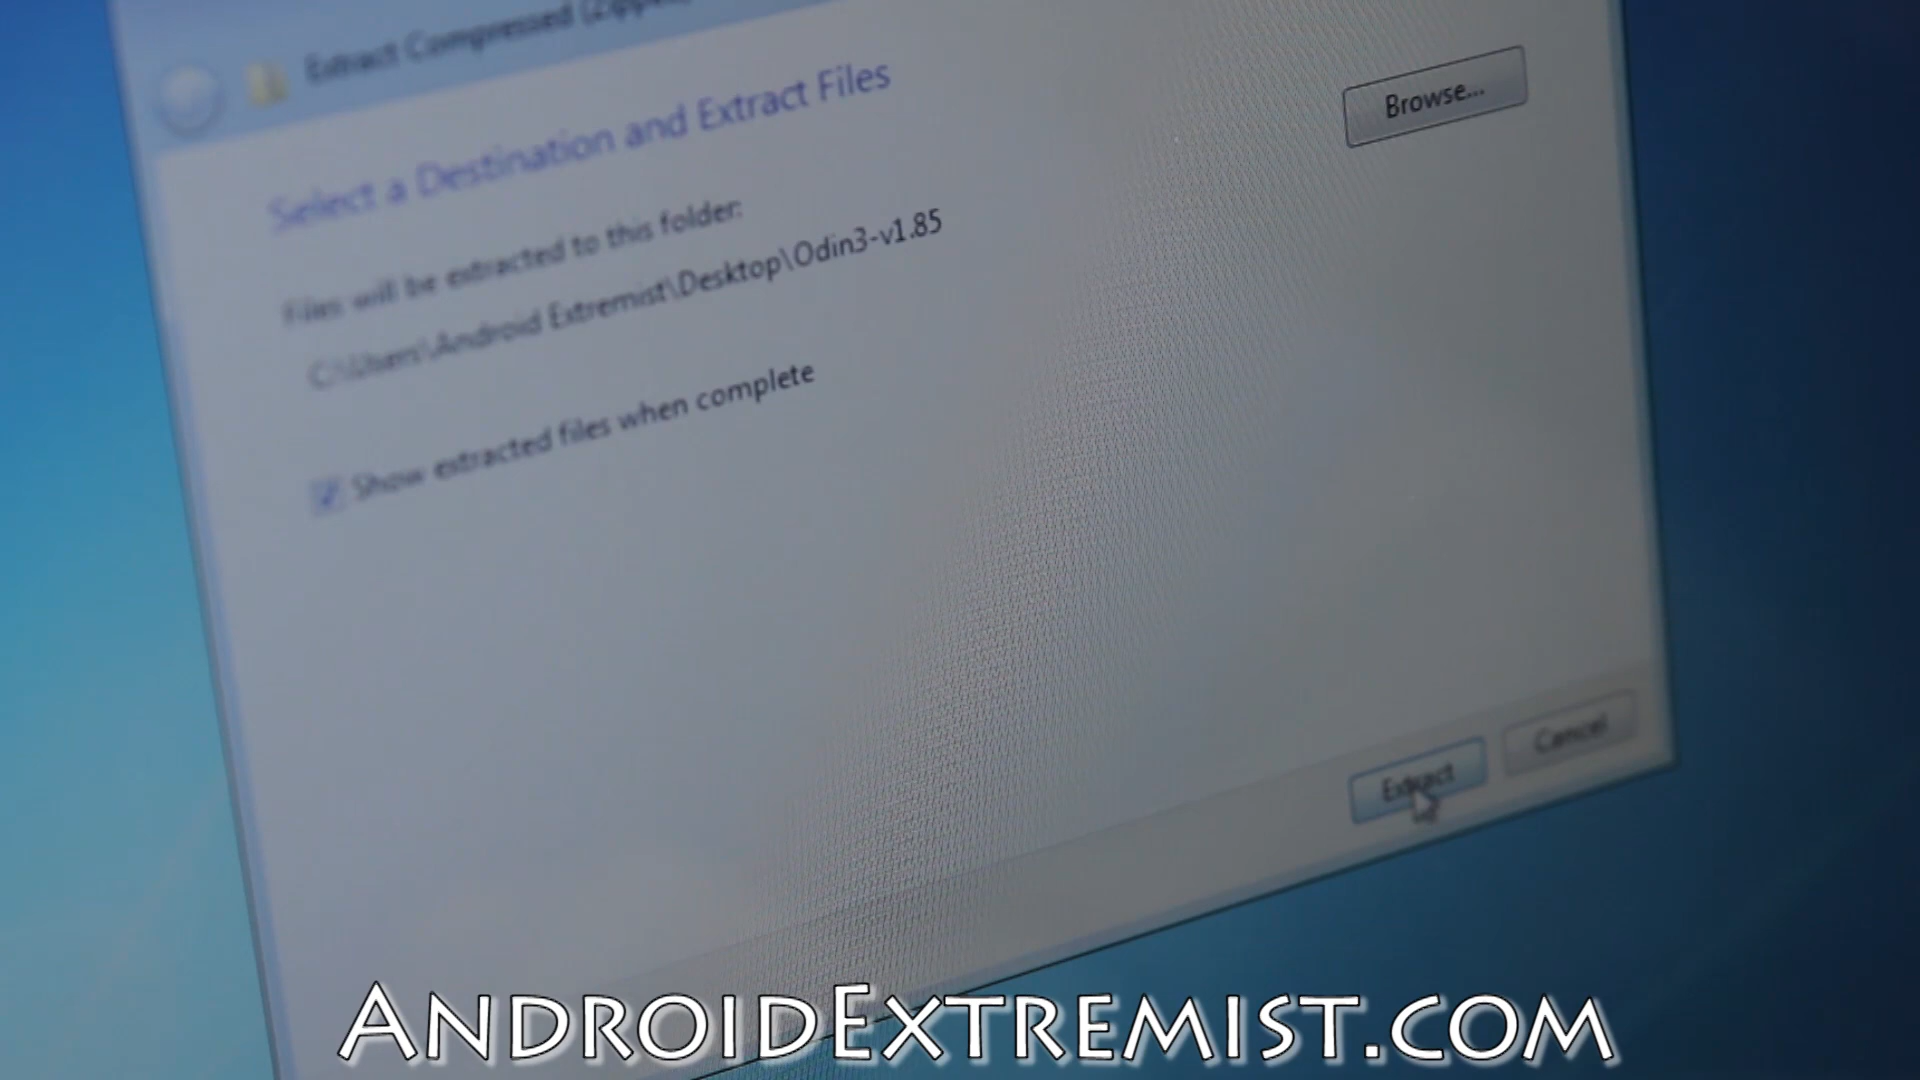 Extract Compressed (Zipped)
Select a Destination and Extract Files
Files will be extracted to this folder:
C:\Users\Android Extremist\Desktop\Odin3-v1.85
Browse...
Show extracted files when complete
Extract
Cancel
ANDROIDEXTREMIST.COM